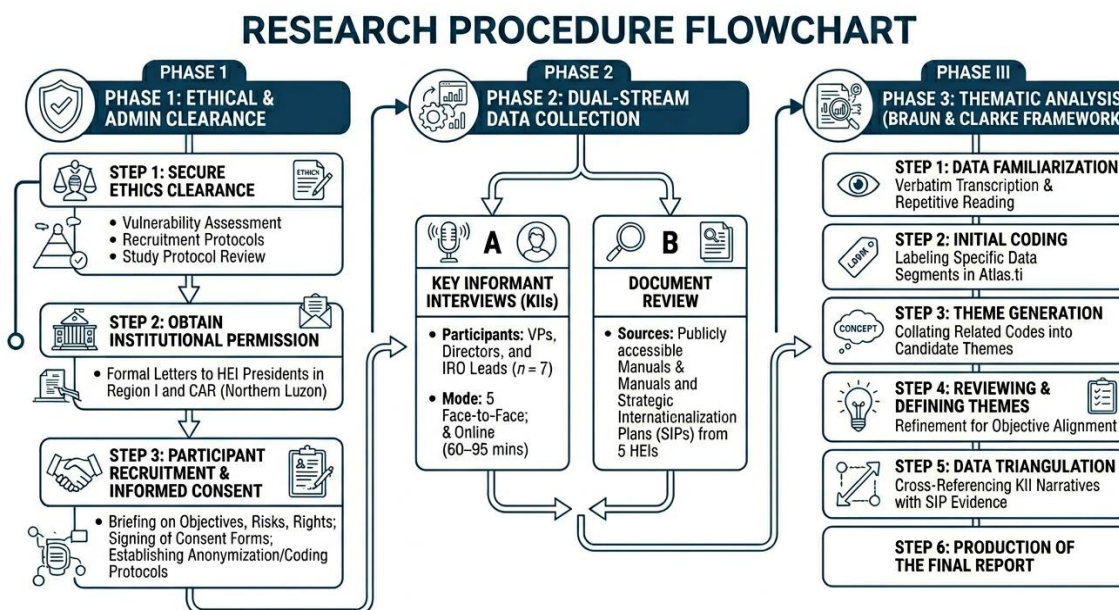 RESEARCH PROCEDURE FLOWCHART
PHASE 1
PHASE 1: ETHICAL &
ADMIN CLEARANCE
STEP 1: SECURE
ETHICS CLEARANCE
ETHICN
• Vulnerability Assessment
• Recruitment Protocols
• Study Protocol Review
STEP 2: OBTAIN
INSTITUTIONAL PERMISSION
• Formal Letters to HEI Presidents in
Region I and CAR (Northern Luzon)
STEP 3: PARTICIPANT
RECRUITMENT &
INFORMED CONSENT
• Briefing on Objectives, Risks, Rights;
Signing of Consent Forms;
Establishing Anonymization/Coding
Protocols
PHASE 2
PHASE 2: DUAL-STREAM
DATA COLLECTION
A
KEY INFORMANT
INTERVIEWS (KIIs)
• Participants: VPs,
Directors, and
IRO Leads (n = 7)
• Mode: 5
Face-to-Face;
& Online
(60–95 mins)
B
DOCUMENT
REVIEW
• Sources: Publicly
accessible
Manuals &
Manuals and
Strategic
Internationalization
Plans (SIPs) from
5 HEIs
PHASE III
PHASE 3: THEMATIC ANALYSIS
(BRAUN & CLARKE FRAMEWORK
STEP 1: DATA FAMILIARIZATION
Verbatim Transcription &
Repetitive Reading
STEP 2: INITIAL CODING
Labeling Specific Data
Segments in Atlas.ti
CONCEPT
STEP 3: THEME GENERATION
Collating Related Codes into
Candidate Themes
STEP 4: REVIEWING &
DEFINING THEMES
Refinement for Objective Alignment
STEP 5: DATA TRIANGULATION
Cross-Referencing KII Narratives
with SIP Evidence
STEP 6: PRODUCTION OF
THE FINAL REPORT